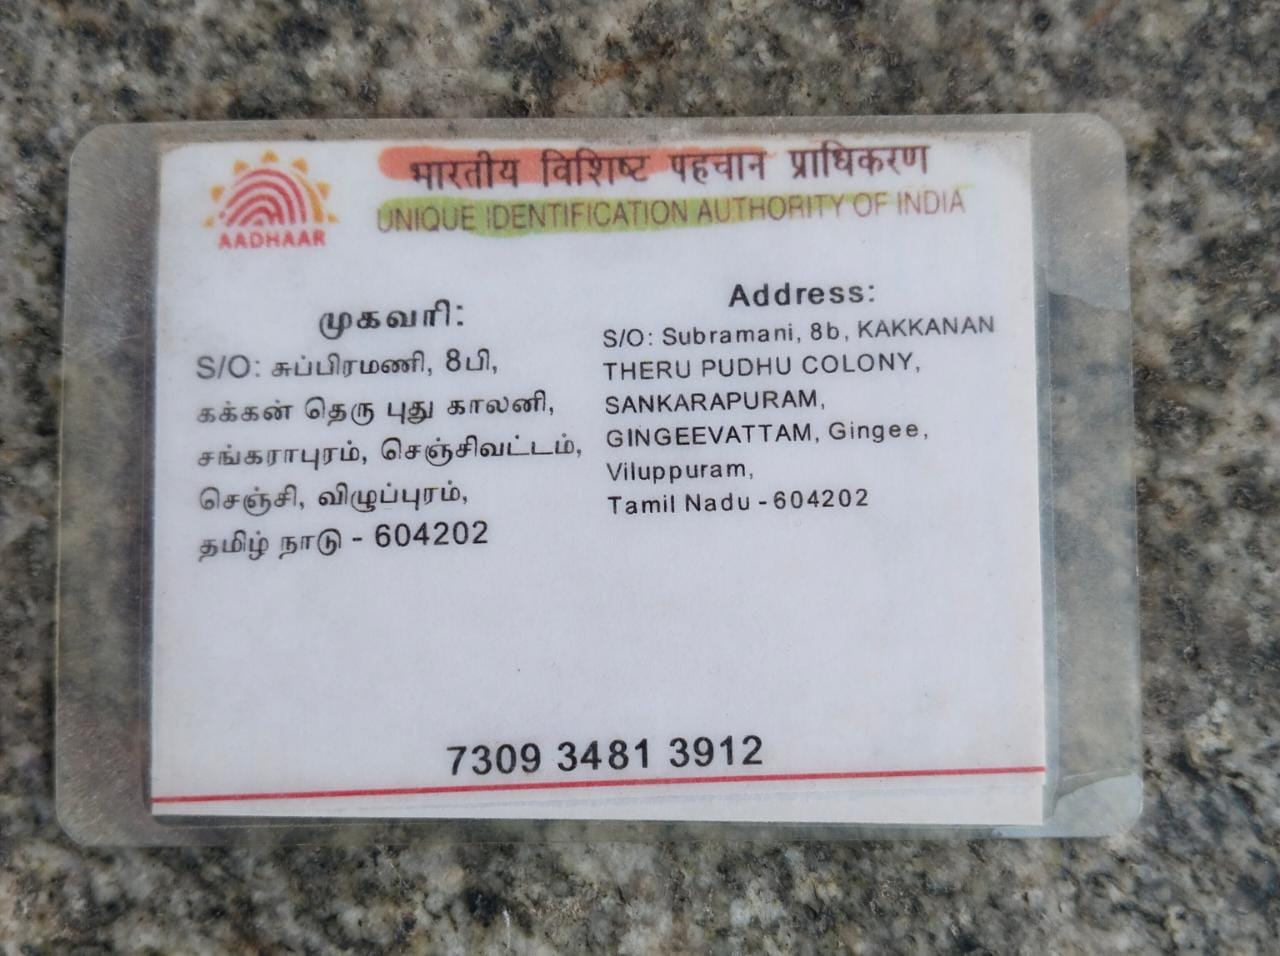 भारतीय विशिष्ट पहचान प्राधिकरण
UNIQUE IDENTIFICATION AUTHORITY OF INDIA
AADHAAR
முகவரி:
S/O: சுப்பிரமணி, 8பி,
கக்கன் தெரு புது காலனி,
சங்கராபுரம், செஞ்சிவட்டம்,
செஞ்சி, விழுப்புரம்,
தமிழ் நாடு - 604202
Address:
S/O: Subramani, 8b, KAKKANAN
THERU PUDHU COLONY,
SANKARAPURAM,
GINGEEVATTAM, Gingee,
Viluppuram,
Tamil Nadu - 604202
7309 3481 3912